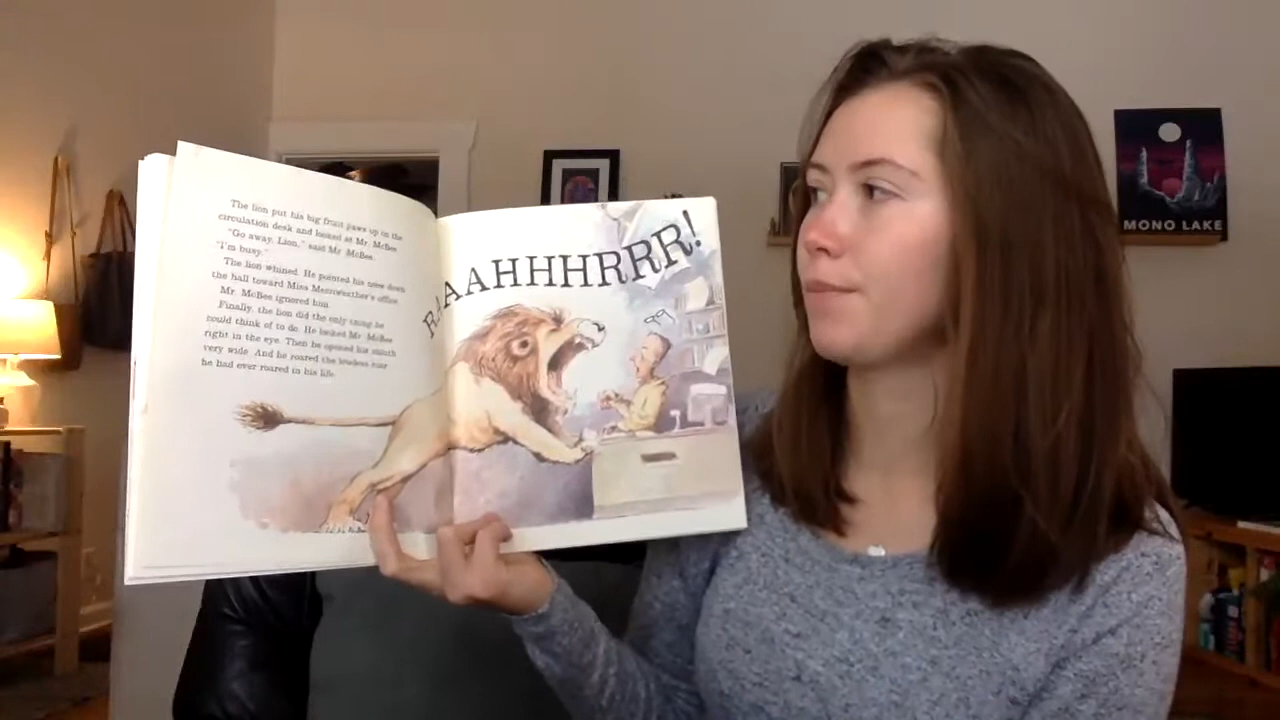 The lion put his big front paws up on the
circulation desk and looked at Mr. McBee.
"Go away, Lion," said Mr. McBee.
"I'm busy."
The lion whined. He pointed his nose down
the hall toward Miss Merriweather's office.
Mr. McBee ignored him.
Finally, the lion did the only thing he
could think of to do. He looked Mr. McBee
right in the eye. Then he opened his mouth
very wide. And he roared the loudest roar
he had ever roared in his life.
RAAAHHHRRR!
MONO LAKE